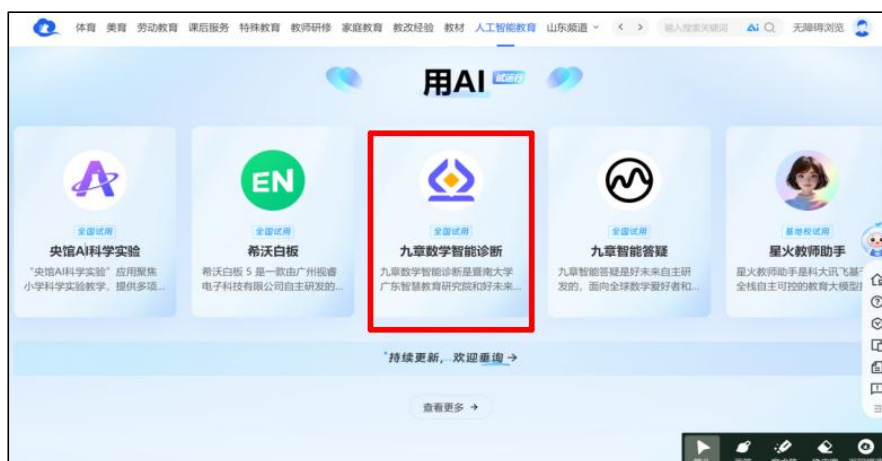 体育 美育 劳动教育 课后服务 特殊教育 教师研修 家庭教育 教改经验 教材 人工智能教育 山东频道 输入搜索关键词 Ai 无障碍浏览
用AI 试运行
EN
全国试用
央馆AI科学实验
"央馆AI科学实验"应用聚焦
小学科学实验教学，提供多项...
全国试用
希沃白板
希沃白板 5 是一款由广州视睿
电子科技有限公司自主研发的...
全国试用
九章数学智能诊断
九章数学智能诊断是暨南大学
广东智慧教育研究院和好未来...
全国试用
九章智能答疑
九章智能答疑是好未来自主研
发的，面向全球数学爱好者和...
基地校试用
星火教师助手
星火教师助手是科大讯飞基于
全栈自主可控的教育大模型
持续更新，欢迎垂询 →
查看更多 →